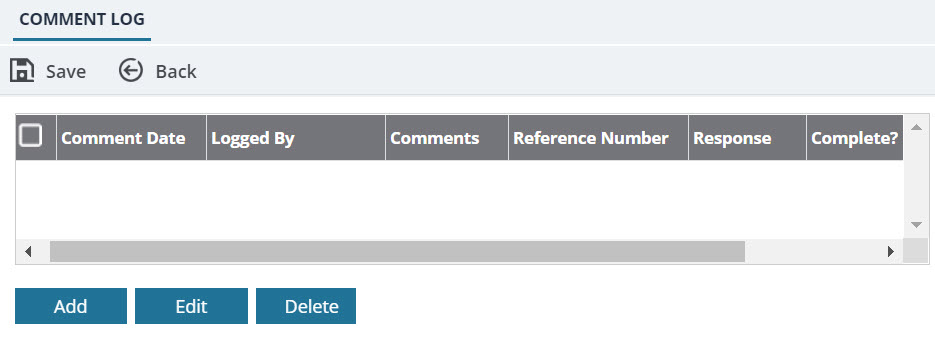 COMMENT LOG
Save Back
Comment Date Logged By Comments Reference Number Response Complete?
Add Edit Delete